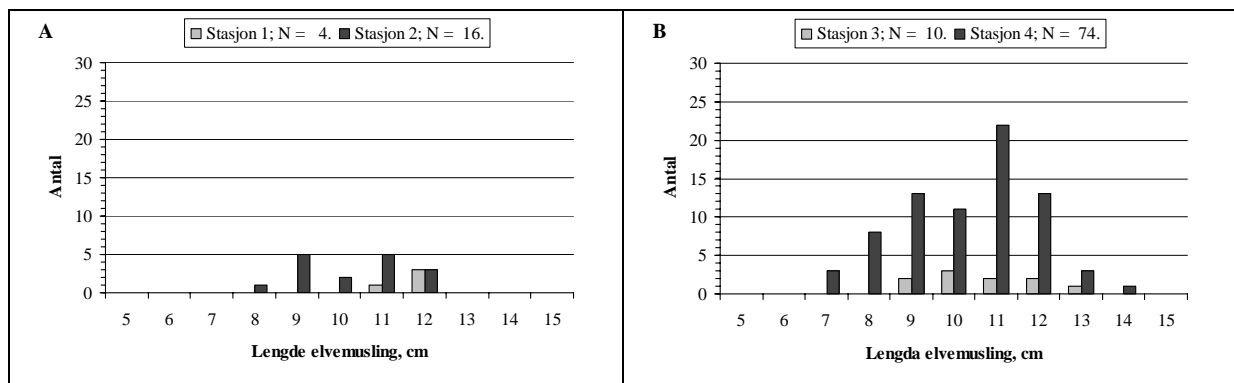 A
Stasjon 1; N = 4. Stasjon 2; N = 16.
30
25
20
15
10
5
0
Antal
5 6 7 8 9 10 11 12 13 14 15
Lengde elvemusling, cm
B
Stasjon 3; N = 10. Stasjon 4; N = 74.
30
25
20
15
10
5
0
Antal
5 6 7 8 9 10 11 12 13 14 15
Lengda elvemusling, cm